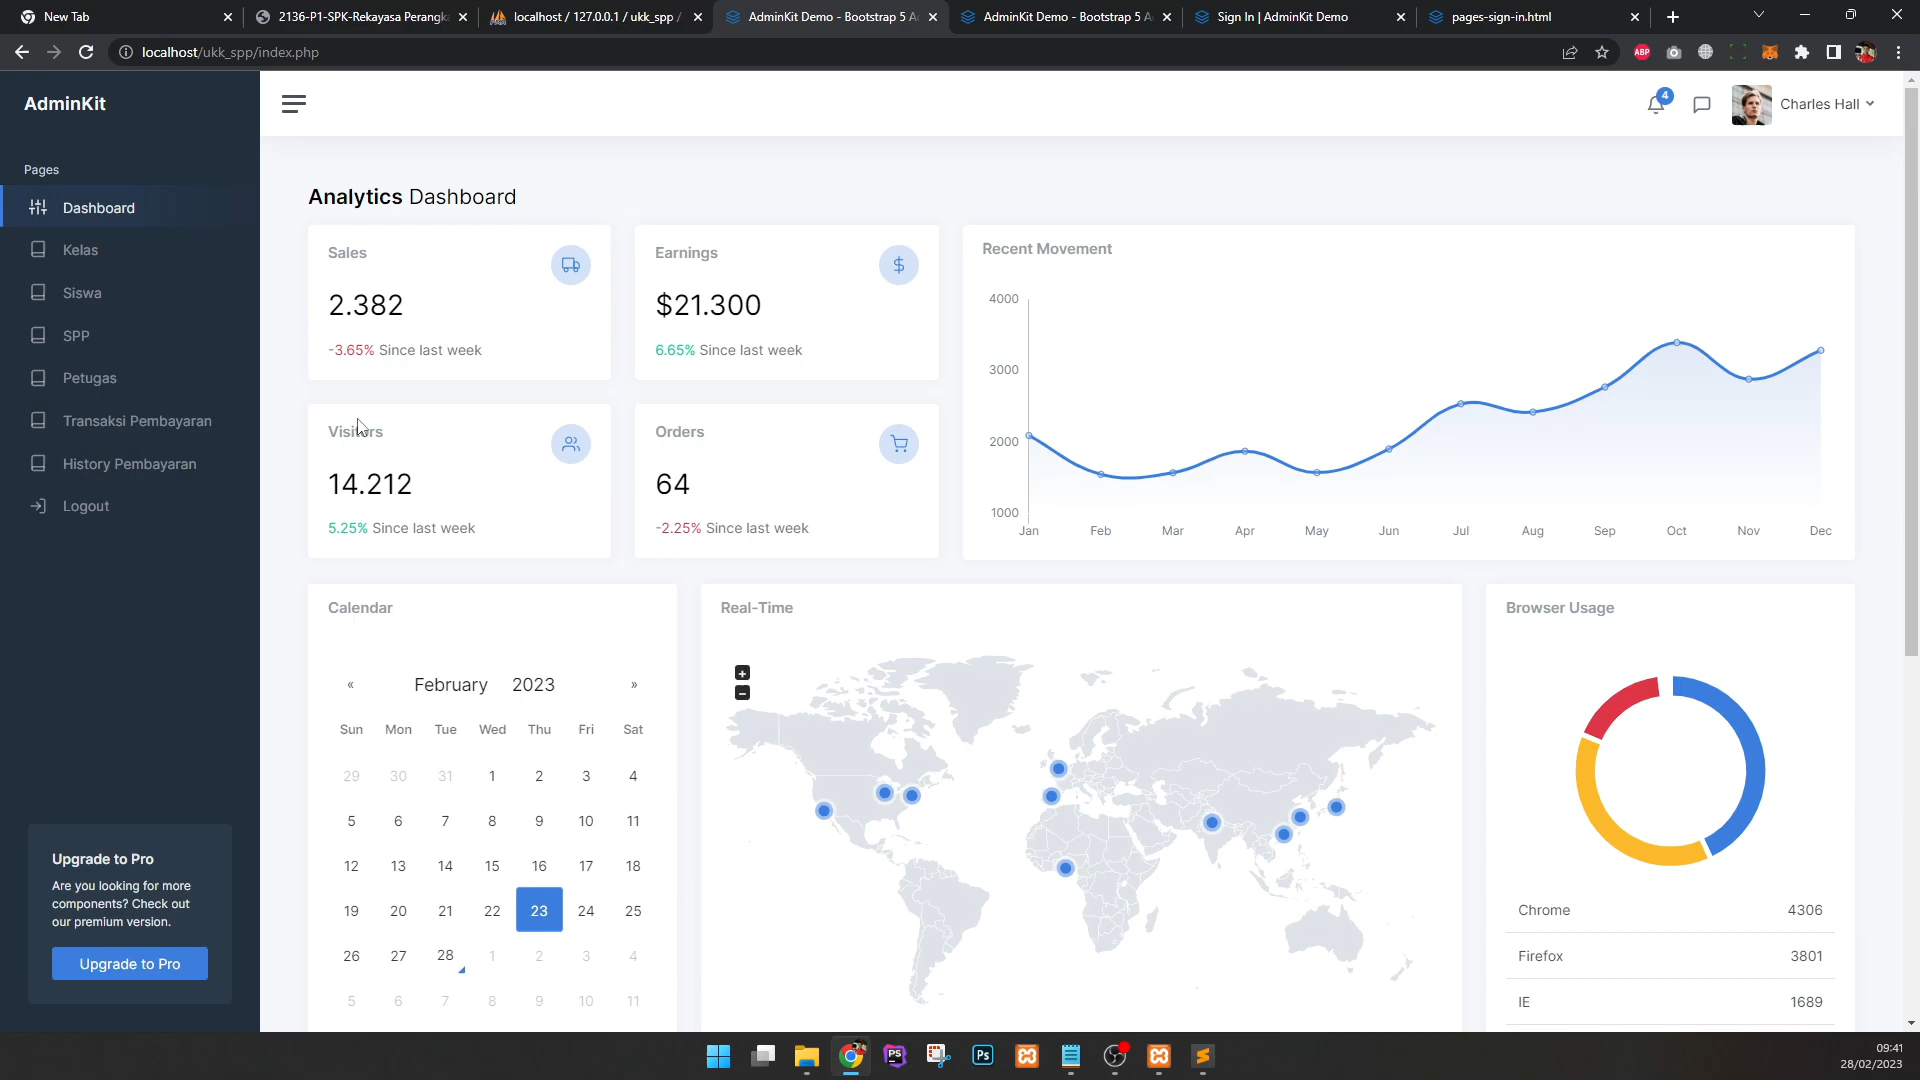 New Tab
2136-P1-SPK-Rekayasa Perangk
localhost / 127.0.0.1 / ukk_spp /
AdminKit Demo - Bootstrap 5 A
AdminKit Demo - Bootstrap 5 A
Sign In | AdminKit Demo
pages-sign-in.html
localhost/ukk_spp/index.php
ABP
AdminKit
4
Charles Hall
Pages
Dashboard
Kelas
Siswa
SPP
Petugas
Transaksi Pembayaran
History Pembayaran
Logout
Upgrade to Pro
Are you looking for more
components? Check out
our premium version.
Upgrade to Pro
Analytics Dashboard
Sales
2.382
-3.65% Since last week
Earnings
$21.300
6.65% Since last week
Visitors
14.212
5.25% Since last week
Orders
64
-2.25% Since last week
Recent Movement
4000
3000
2000
1000
Jan Feb Mar Apr May Jun Jul Aug Sep Oct Nov Dec
Calendar
« February 2023 »
Sun Mon Tue Wed Thu Fri Sat
29 30 31 1 2 3 4
5 6 7 8 9 10 11
12 13 14 15 16 17 18
19 20 21 22 23 24 25
26 27 28 1 2 3 4
5 6 7 8 9 10 11
Real-Time
+
-
Browser Usage
Chrome 4306
Firefox 3801
IE 1689
PS
Ps
09:41
28/02/2023